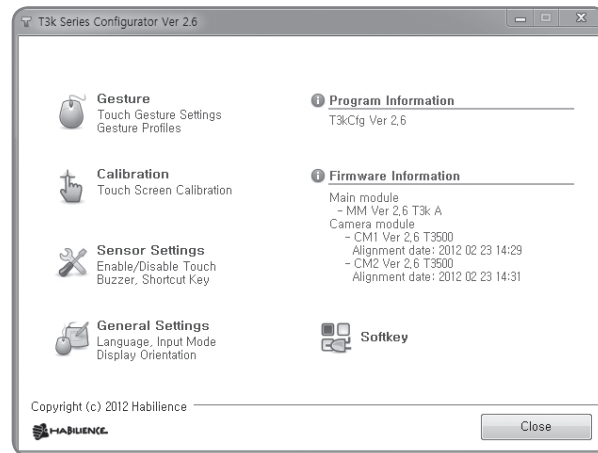 T3k Series Configurator Ver 2.6
Gesture
Touch Gesture Settings
Gesture Profiles
Calibration
Touch Screen Calibration
Sensor Settings
Enable/Disable Touch
Buzzer, Shortcut Key
General Settings
Language, Input Mode
Display Orientation
Program Information
T3kCfg Ver 2,6
Firmware Information
Main module
- MM Ver 2,6 T3k A
Camera module
- CM1 Ver 2,6 T3500
Alignment date: 2012 02 23 14:29
- CM2 Ver 2,6 T3500
Alignment date: 2012 02 23 14:31
Softkey
Copyright (c) 2012 Habilience
HABILIENCE
Close